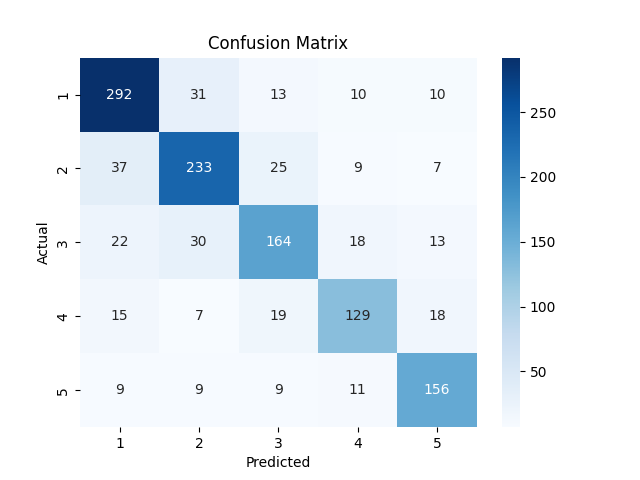 Confusion Matrix
Actual
1 292 31 13 10 10
2 37 233 25 9 7
3 22 30 164 18 13
4 15 7 19 129 18
5 9 9 9 11 156
1 2 3 4 5
Predicted
250
200
150
100
50